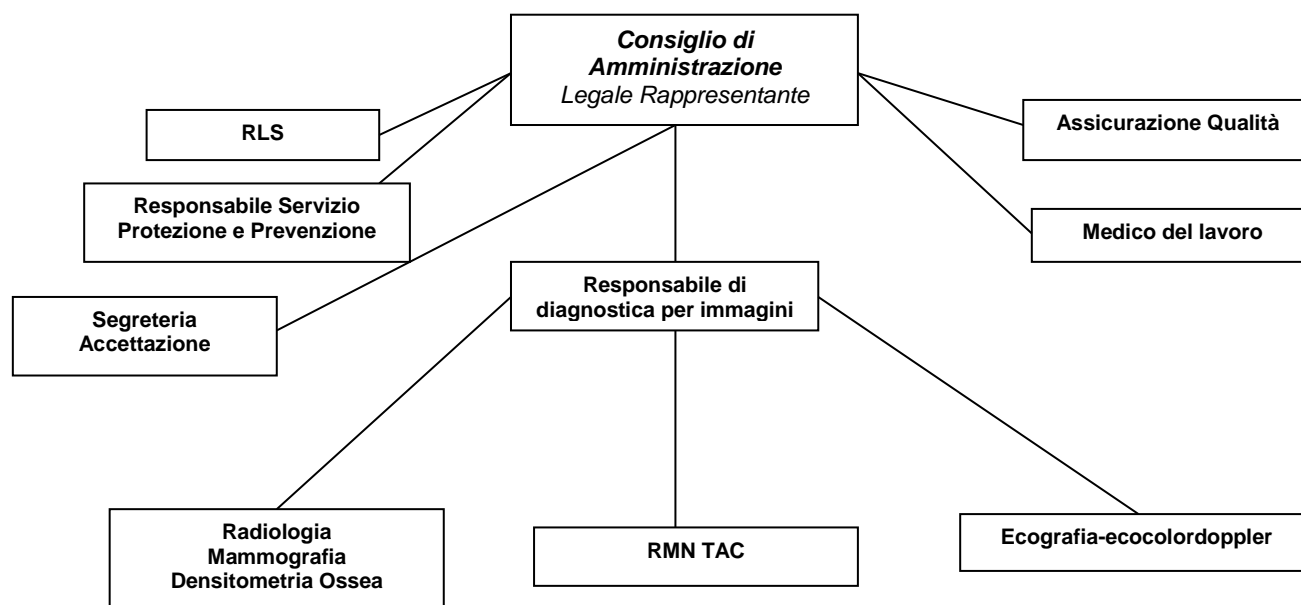 Consiglio di
Amministrazione
Legale Rappresentante
RLS
Assicurazione Qualità
Responsabile Servizio
Protezione e Prevenzione
Medico del lavoro
Responsabile di
diagnostica per immagini
Segreteria
Accettazione
Radiologia
Mammografia
Densitometria Ossea
RMN TAC
Ecografia-ecocolordoppler